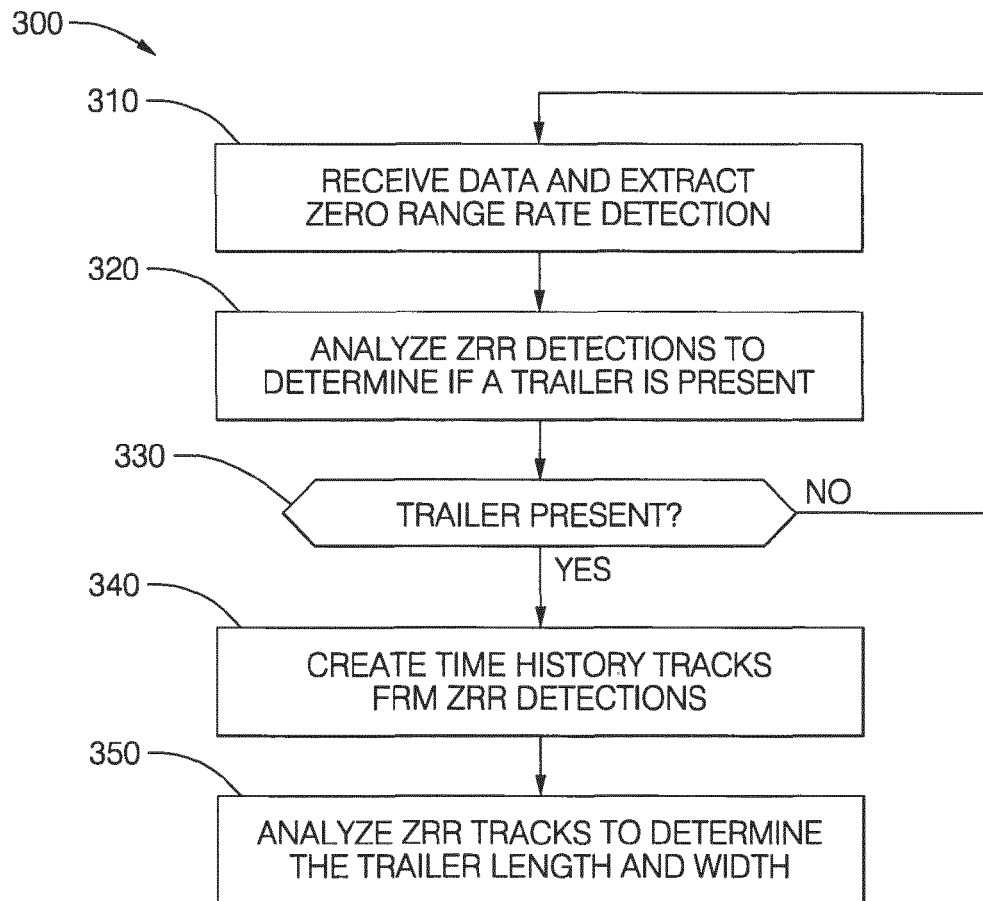 300
310
RECEIVE DATA AND EXTRACT
ZERO RANGE RATE DETECTION
320
ANALYZE ZRR DETECTIONS TO
DETERMINE IF A TRAILER IS PRESENT
330
TRAILER PRESENT?
NO
YES
340
CREATE TIME HISTORY TRACKS
FRM ZRR DETECTIONS
350
ANALYZE ZRR TRACKS TO DETERMINE
THE TRAILER LENGTH AND WIDTH